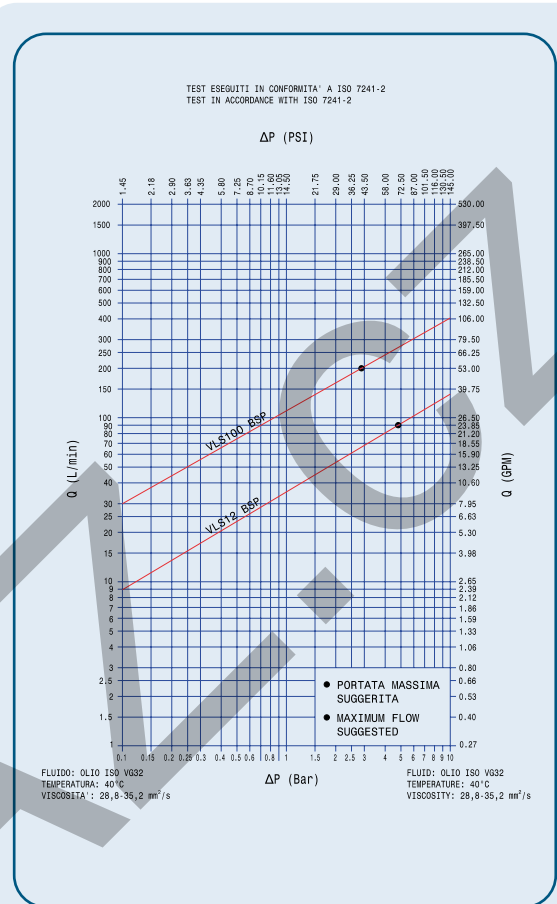 TEST ESEGUITI IN CONFORMITA' A ISO 7241-2
TEST IN ACCORDANCE WITH ISO 7241-2
ΔP (PSI)
1.45 2.18 2.90 3.63 4.35 5.80 7.25 8.70 10.15 11.60 13.05 14.50 21.75 29.00 36.25 43.50 58.00 72.50 87.00 101.50 116.00 130.50 145.00
2000 530.00
1500 397.50
1000 265.00
900 238.50
800 212.00
700 185.50
600 159.00
500 132.50
400 106.00
300 79.50
250 66.25
200 53.00
150 39.75
100 26.50
90 23.85
80 21.20
70 18.55
60 15.90
50 13.25
40 10.60
30 7.95
25 6.63
20 5.30
15 3.98
10 2.65
9 2.39
8 2.12
7 1.86
6 1.59
5 1.33
4 1.06
3 0.80
2.5 0.66
2 0.53
1.5 0.40
1 0.27
Q (L/min)
Q (GPM)
VLS100 BSP
VLS12 BSP
● PORTATA MASSIMA
SUGGERITA
● MAXIMUM FLOW
SUGGESTED
0.1 0.15 0.2 0.25 0.3 0.4 0.5 0.6 0.8 1 1.5 2 2.5 3 4 5 6 7 8 9 10
ΔP (Bar)
FLUIDO: OLIO ISO VG32
TEMPERATURA: 40°C
VISCOSITA': 28,8-35,2 mm²/s
FLUID: OLIO ISO VG32
TEMPERATURE: 40°C
VISCOSITY: 28,8-35,2 mm²/s